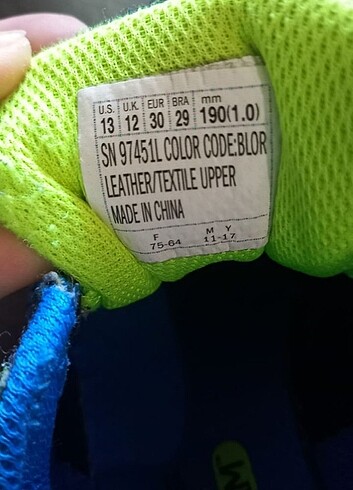 U.S. U.K. EUR BRA mm
13 12 30 29 190(1.0)
SN 97451L COLOR CODE:BLOR
LEATHER/TEXTILE UPPER
MADE IN CHINA
F M Y
75-64 11-17